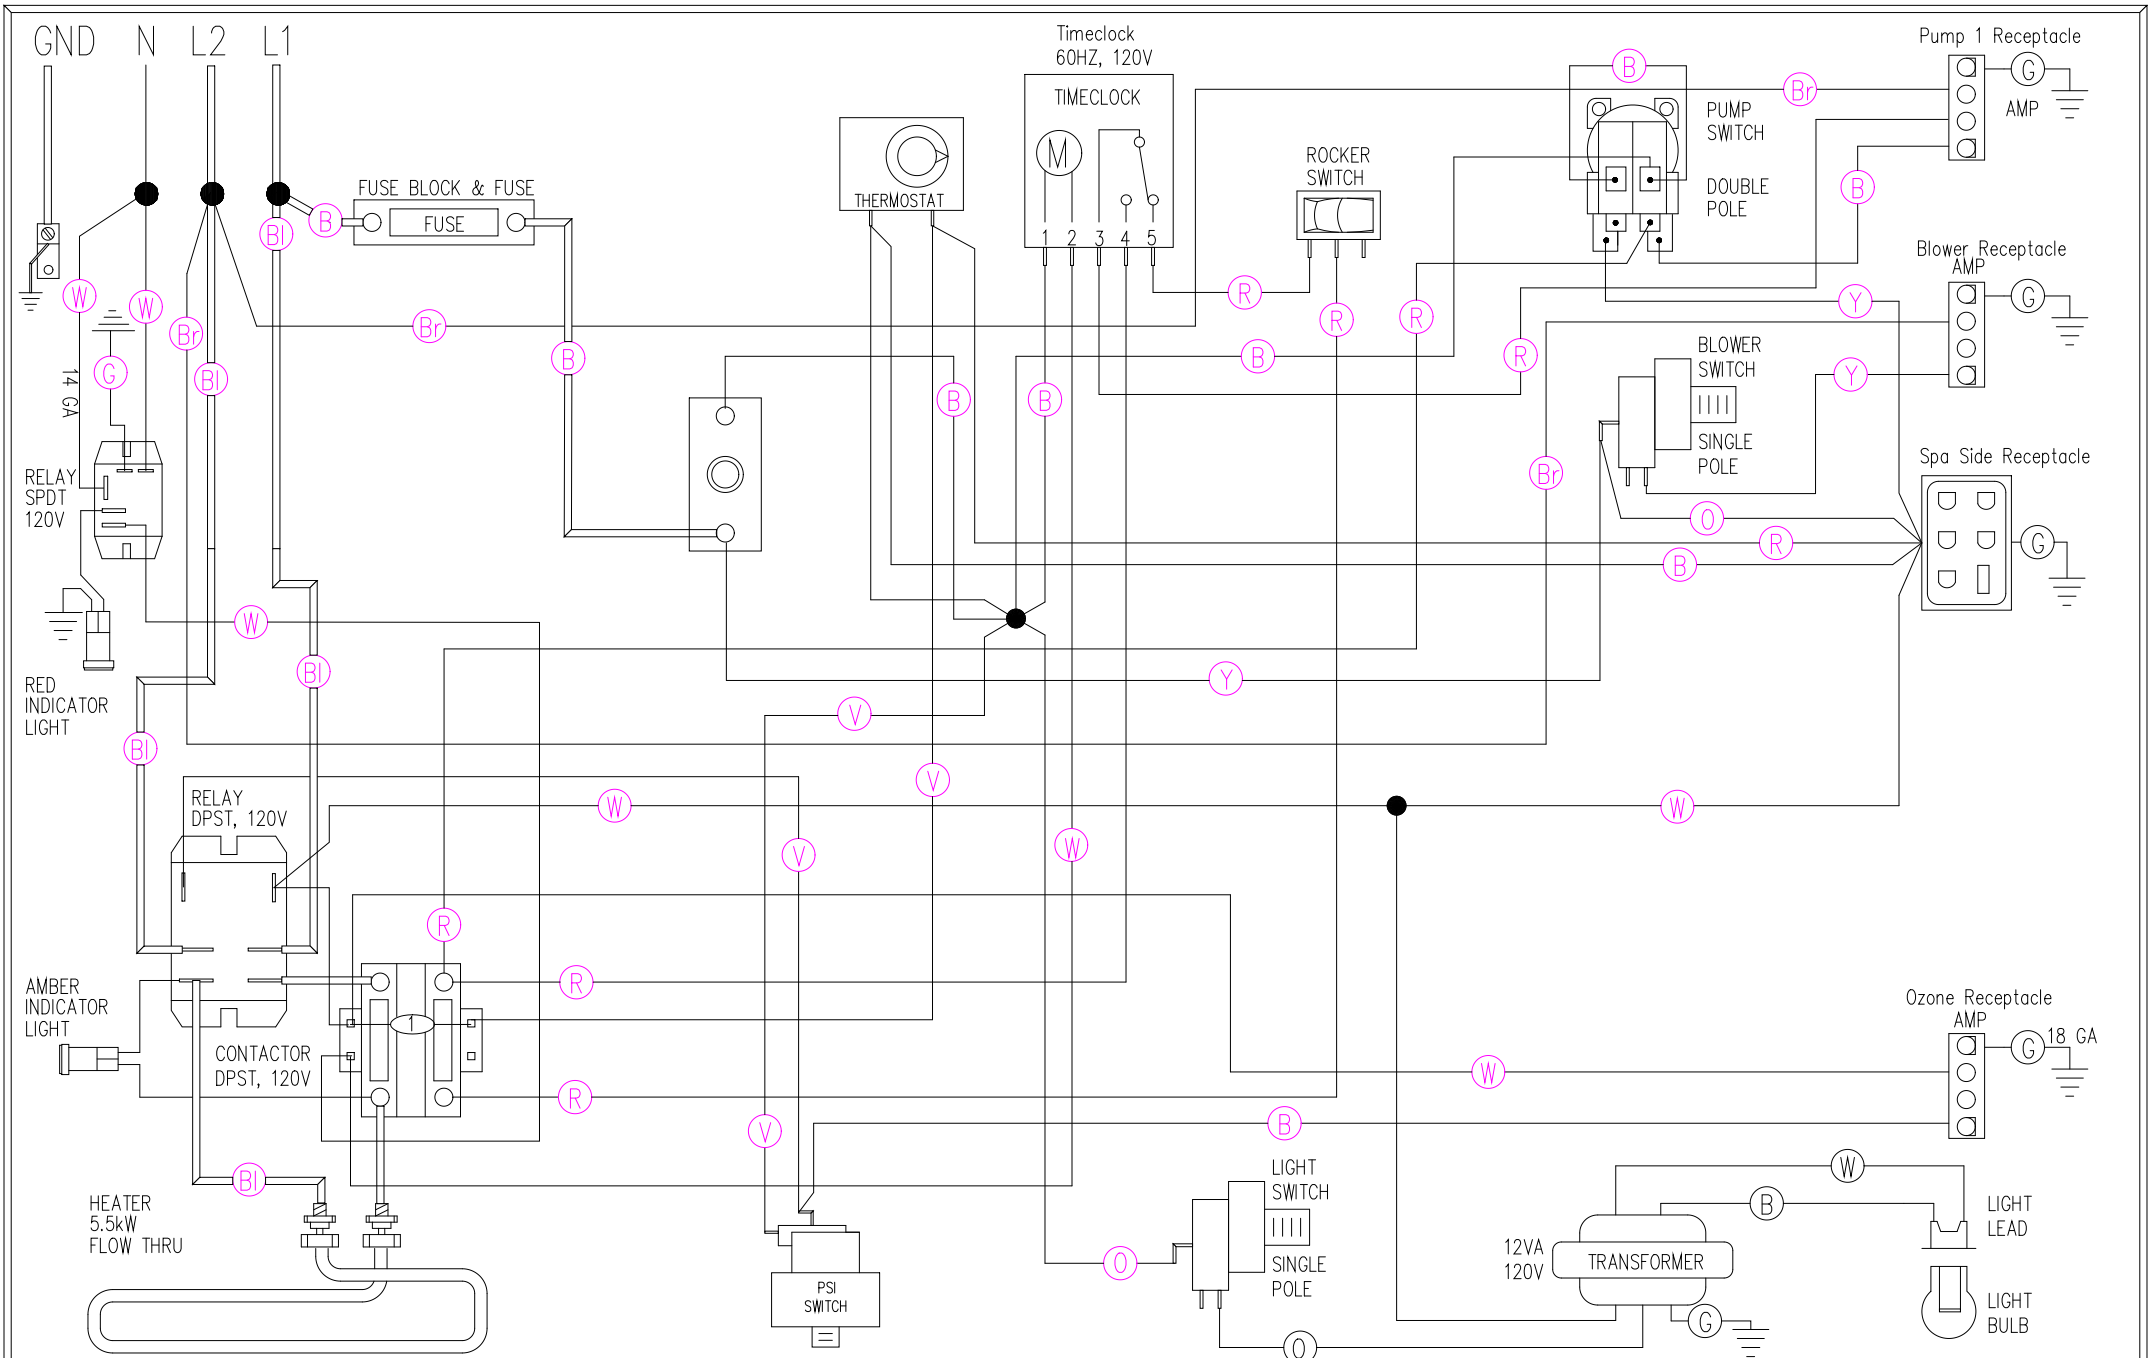 GND N L2 L1
Timeclock
60HZ, 120V
TIMECLOCK
M
1 2 3 4 5
Pump 1 Receptacle
G
AMP
B
Br
PUMP
SWITCH
DOUBLE
POLE
B
ROCKER
SWITCH
THERMOSTAT
FUSE BLOCK & FUSE
FUSE
B
Bl
W
W
Br
Br
Bl
G
14 GA
B
R
R
R
B
R
B
B
Y
Blower Receptacle
AMP
G
BLOWER
SWITCH
SINGLE
POLE
Y
Br
O
R
B
Spa Side Receptacle
G
RELAY
SPDT
120V
W
RED
INDICATOR
LIGHT
Bl
Bl
Y
V
V
W
W
V
W
RELAY
DPST, 120V
R
R
1
AMBER
INDICATOR
LIGHT
CONTACTOR
DPST, 120V
R
V
Ozone Receptacle
AMP
G
18 GA
W
B
Bl
HEATER
5.5kW
FLOW THRU
PSI
SWITCH
O
LIGHT
SWITCH
SINGLE
POLE
O
W
B
12VA
120V
TRANSFORMER
G
LIGHT
LEAD
LIGHT
BULB